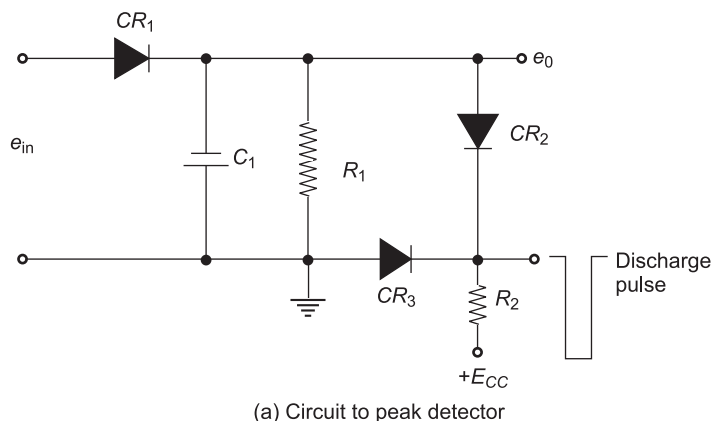 CR1
e0
ein
C1
R1
CR2
CR3
R2
Discharge
pulse
+ECC
(a) Circuit to peak detector